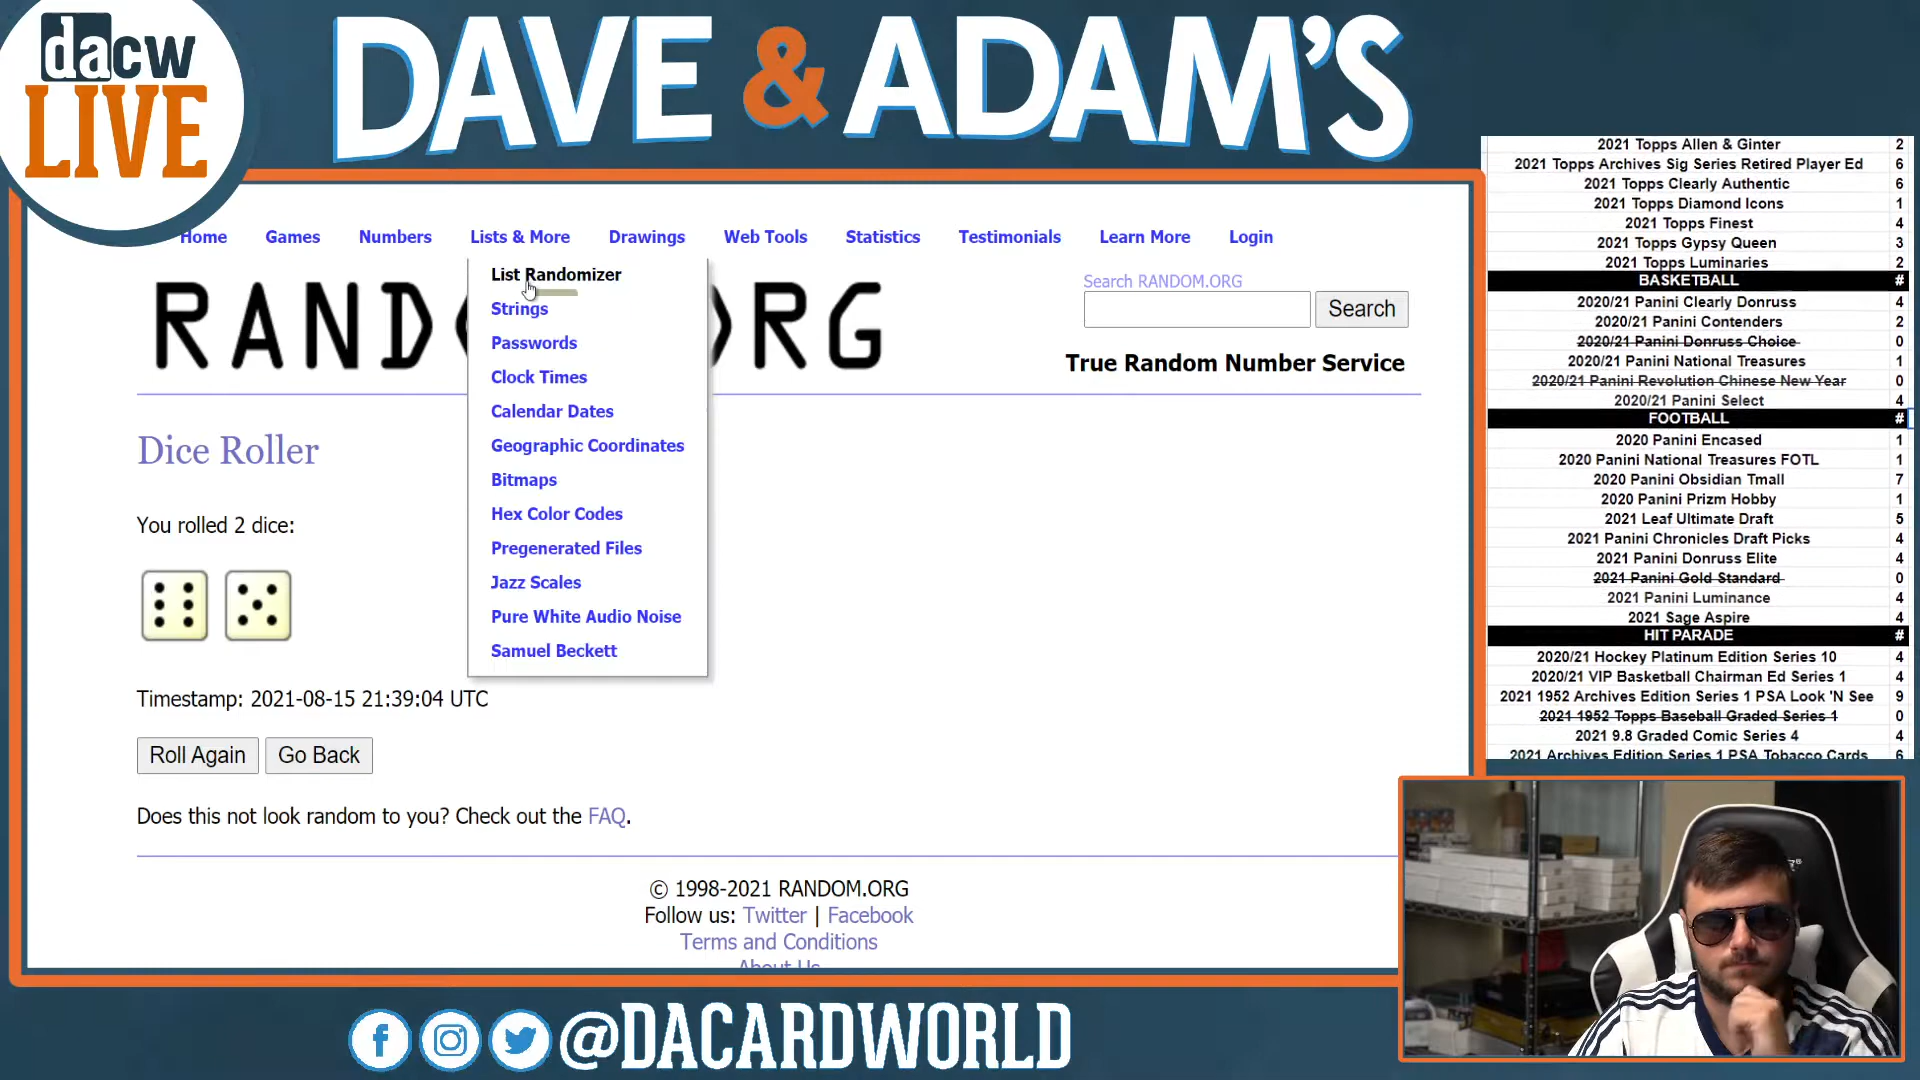 dacw
LIVE
DAVE & ADAM'S
Home Games Numbers Lists & More Drawings Web Tools Statistics Testimonials Learn More Login
List Randomizer
Strings
Passwords
Clock Times
Calendar Dates
Geographic Coordinates
Bitmaps
Hex Color Codes
Pregenerated Files
Jazz Scales
Pure White Audio Noise
Samuel Beckett
Search RANDOM.ORG
Search
True Random Number Service
Dice Roller
You rolled 2 dice:
Timestamp: 2021-08-15 21:39:04 UTC
Roll Again Go Back
Does this not look random to you? Check out the FAQ.
© 1998-2021 RANDOM.ORG
Follow us: Twitter | Facebook
Terms and Conditions
About Us
2021 Topps Allen & Ginter 2
2021 Topps Archives Sig Series Retired Player Ed 6
2021 Topps Clearly Authentic 6
2021 Topps Diamond Icons 1
2021 Topps Finest 4
2021 Topps Gypsy Queen 3
2021 Topps Luminaries 2
BASKETBALL #
2020/21 Panini Clearly Donruss 4
2020/21 Panini Contenders 2
2020/21 Panini Donruss Choice 0
2020/21 Panini National Treasures 1
2020/21 Panini Revolution Chinese New Year 0
2020/21 Panini Select 4
FOOTBALL #
2020 Panini Encased 1
2020 Panini National Treasures FOTL 1
2020 Panini Obsidian Tmall 7
2020 Panini Prizm Hobby 1
2021 Leaf Ultimate Draft 5
2021 Panini Chronicles Draft Picks 4
2021 Panini Donruss Elite 4
2021 Panini Gold Standard 0
2021 Panini Luminance 4
2021 Sage Aspire 4
HIT PARADE #
2020/21 Hockey Platinum Edition Series 10 4
2020/21 VIP Basketball Chairman Ed Series 1 4
2021 1952 Archives Edition Series 1 PSA Look 'N See 9
2021 1952 Topps Baseball Graded Series 1 0
2021 9.8 Graded Comic Series 4 4
2021 Archives Edition Series 1 PSA Tobacco Cards 6
@DACARDWORLD